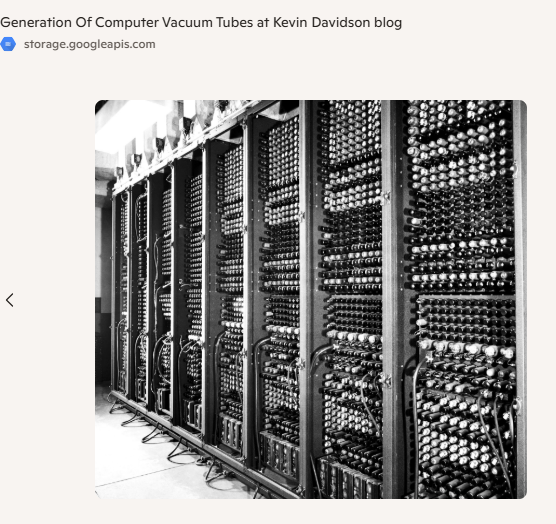 Generation Of Computer Vacuum Tubes at Kevin Davidson blog
storage.googleapis.com